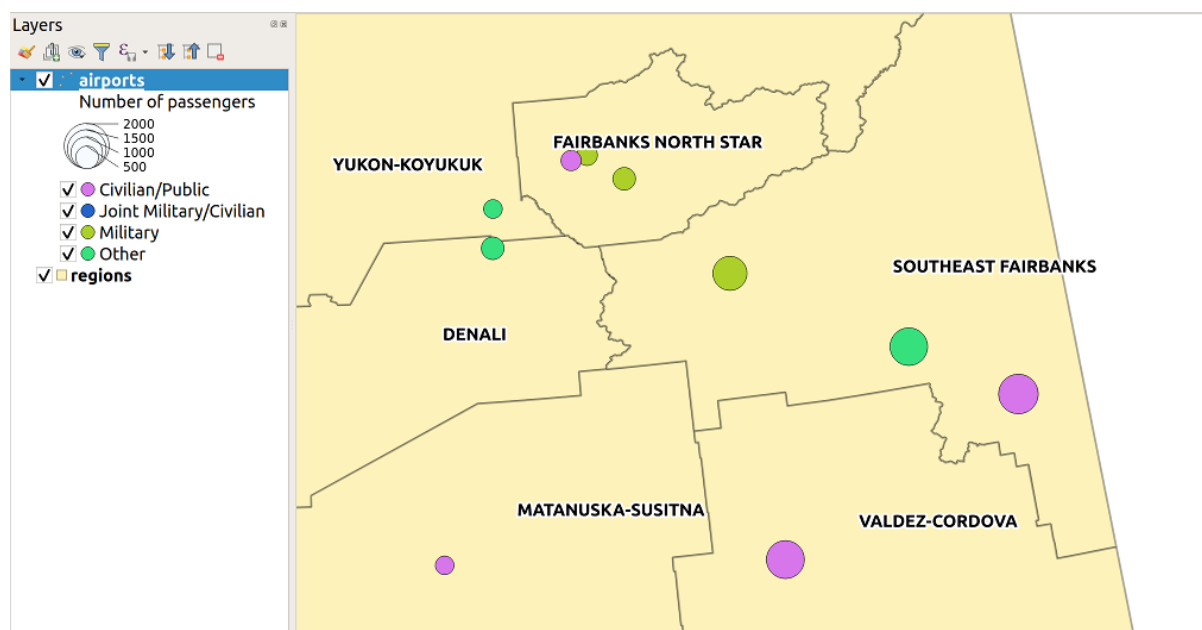 Layers
airports
Number of passengers
2000
1500
1000
500
Civilian/Public
Joint Military/Civilian
Military
Other
regions
FAIRBANKS NORTH STAR
YUKON-KOYUKUK
SOUTHEAST FAIRBANKS
DENALI
MATANUSKA-SUSITNA
VALDEZ-CORDOVA